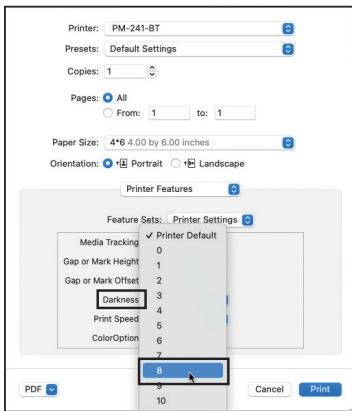 Printer: PM-241-BT
Presets: Default Settings
Copies: 1
Pages: All
From: 1 to: 1
Paper Size: 4*6 4.00 by 6.00 inches
Orientation: Portrait Landscape
Printer Features
Feature Sets: Printer Settings
✓ Printer Default
Media Tracking
0
Gap or Mark Height
1
Gap or Mark Offset
2
Darkness
3
4
Print Speed
5
ColorOption
6
7
8
9
10
PDF Cancel Print